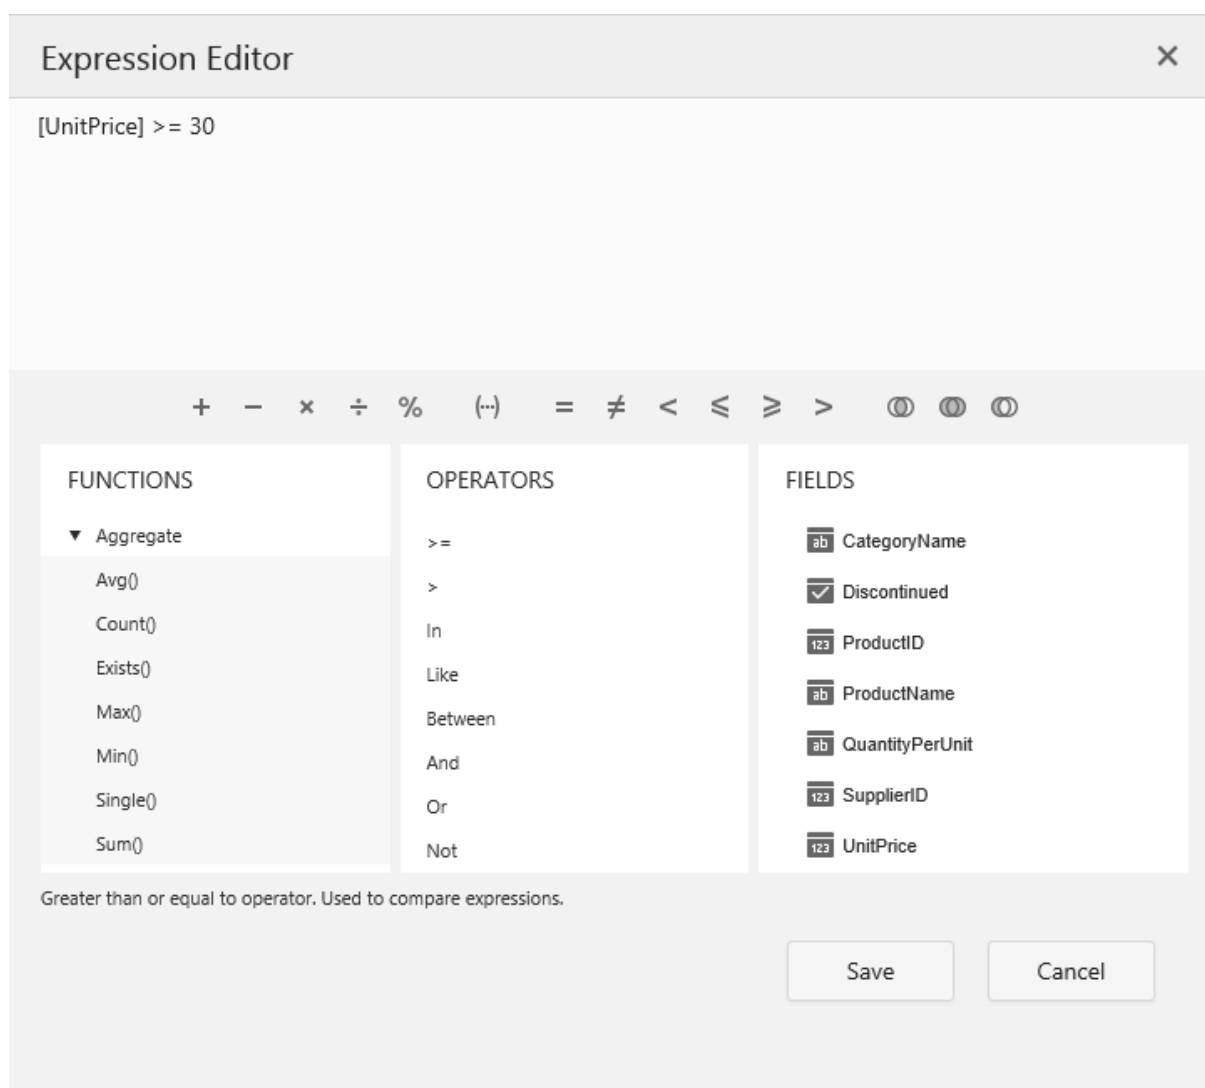 Expression Editor ×
[UnitPrice] >= 30
+ − × ÷ % (···) = ≠ < ⩽ ⩾ >
FUNCTIONS
Aggregate
Avg()
Count()
Exists()
Max()
Min()
Single()
Sum()
OPERATORS
>=
>
In
Like
Between
And
Or
Not
FIELDS
ab CategoryName
Discontinued
123 ProductID
ab ProductName
ab QuantityPerUnit
123 SupplierID
123 UnitPrice
Greater than or equal to operator. Used to compare expressions.
Save Cancel